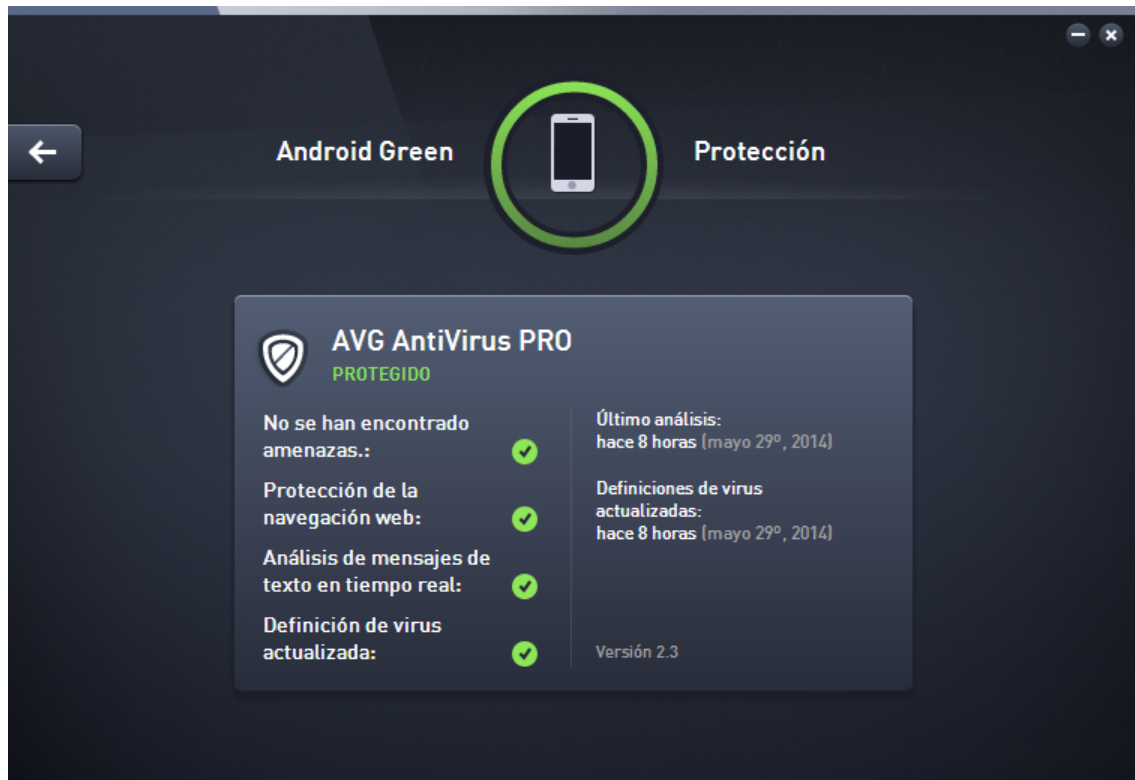 Android Green
Protección
AVG AntiVirus PRO
PROTEGIDO
No se han encontrado
amenazas.:
Protección de la
navegación web:
Análisis de mensajes de
texto en tiempo real:
Definición de virus
actualizada:
Último análisis:
hace 8 horas (mayo 29º, 2014)
Definiciones de virus
actualizadas:
hace 8 horas (mayo 29º, 2014)
Versión 2.3